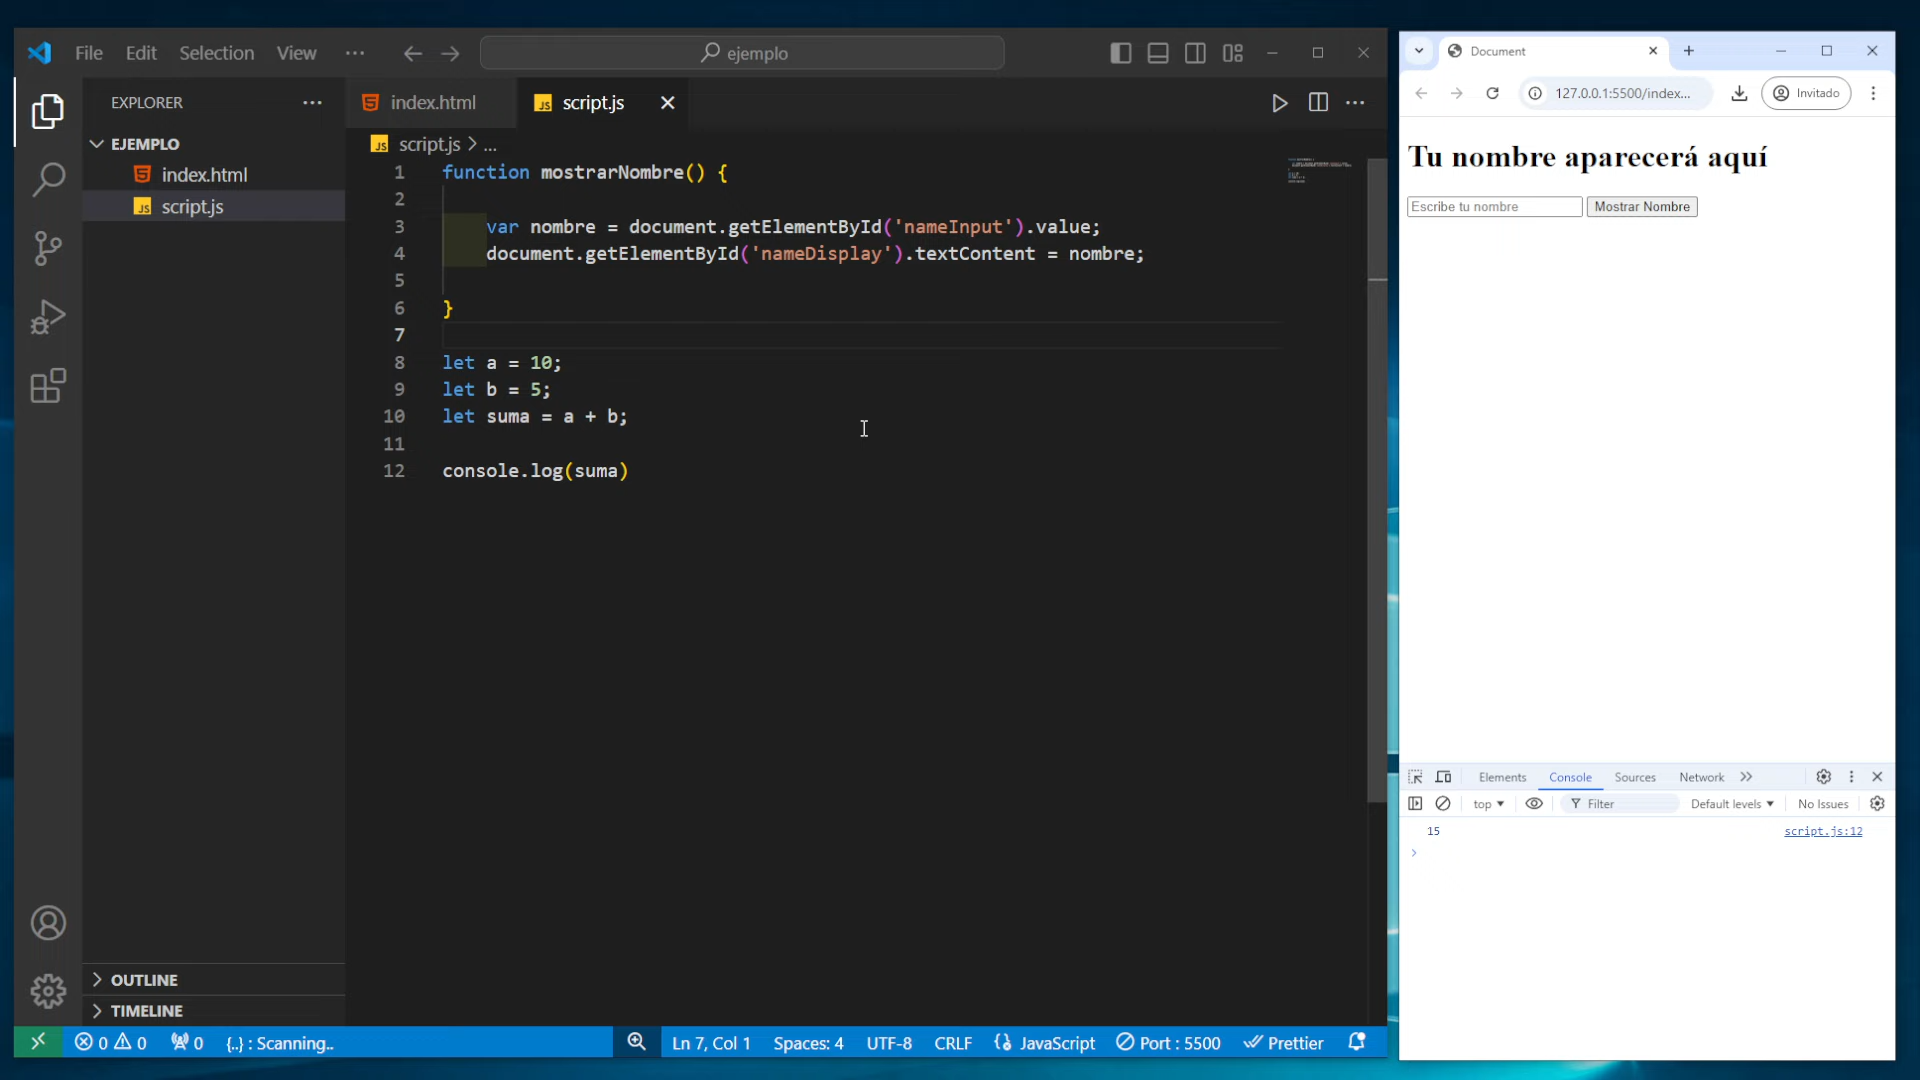 File Edit Selection View ··· ejemplo
EXPLORER ···
EJEMPLO
index.html
script.js
OUTLINE
TIMELINE
index.html script.js
script.js > ...
1 function mostrarNombre() {
2
3 var nombre = document.getElementById('nameInput').value;
4 document.getElementById('nameDisplay').textContent = nombre;
5
6 }
7
8 let a = 10;
9 let b = 5;
10 let suma = a + b;
11
12 console.log(suma)
0 0 0 {..} : Scanning.. Ln 7, Col 1 Spaces: 4 UTF-8 CRLF JavaScript Port : 5500 Prettier
Document
127.0.0.1:5500/index... Invitado
Tu nombre aparecerá aquí
Escribe tu nombre Mostrar Nombre
Elements Console Sources Network
top Filter Default levels No Issues
15 script.js:12